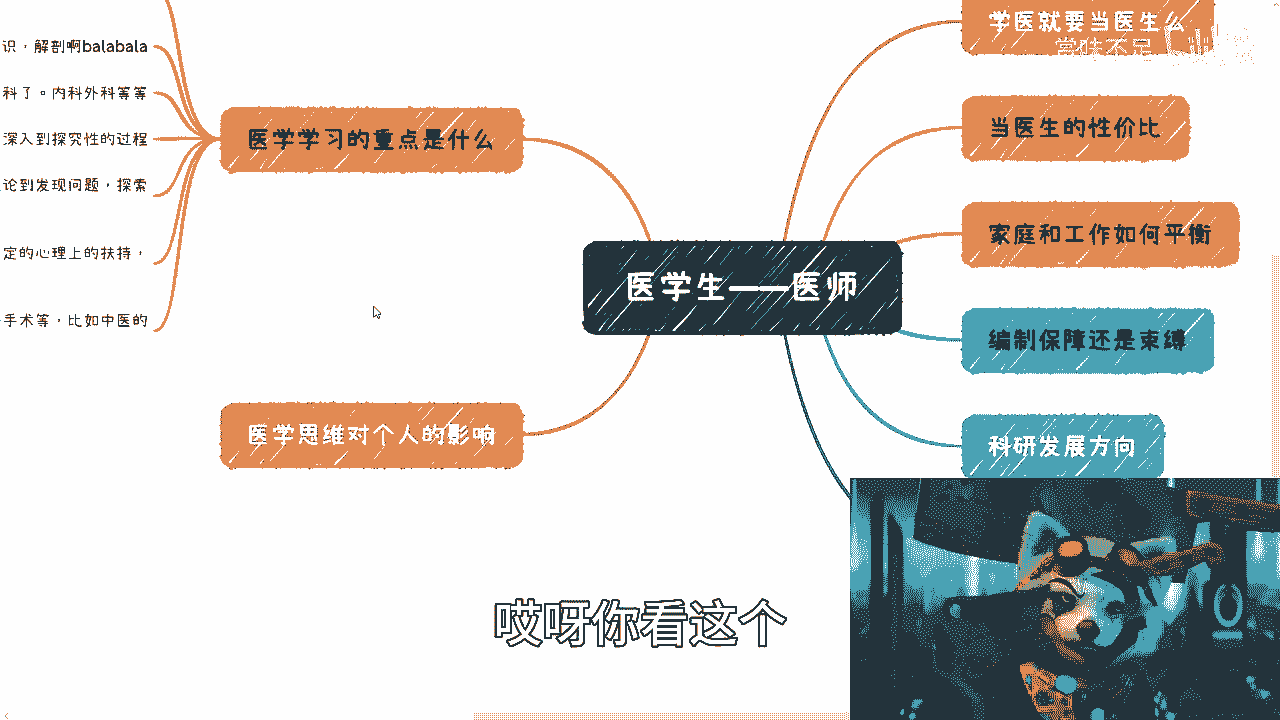 识，解剖啊balabala
科了。内科外科等等
深入到探究性的过程
论到发现问题，探索
定的心理上的扶持，
手术等，比如中医的
医学学习的重点是什么
医学思维对个人的影响
医学生——医师
学医就要当医生么
赏味不足
当医生的性价比
家庭和工作如何平衡
编制保障还是束缚
科研发展方向
哎呀你看这个